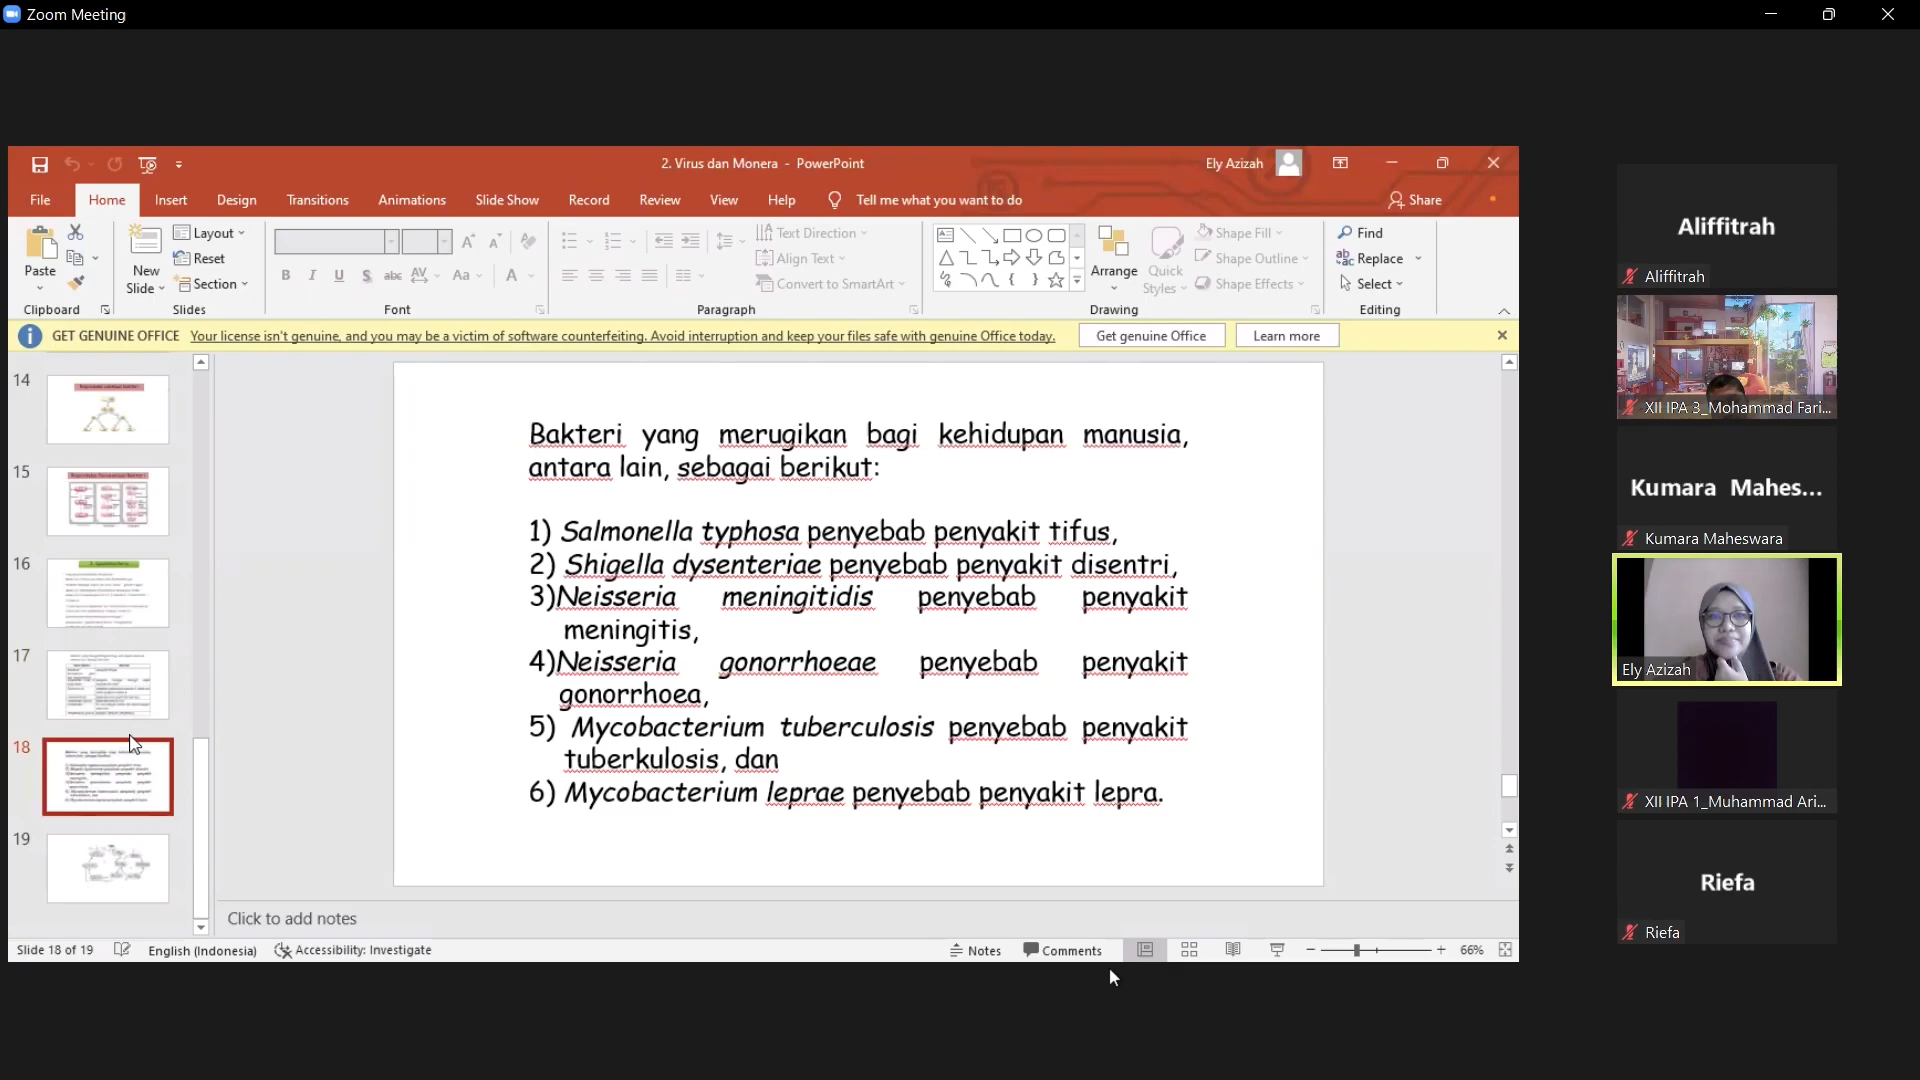 Zoom Meeting
2. Virus dan Monera - PowerPoint
Ely Azizah
File Home Insert Design Transitions Animations Slide Show Record Review View Help Tell me what you want to do Share
Paste
New Slide
Layout
Reset
Section
Text Direction
Align Text
Convert to SmartArt
Arrange
Quick Styles
Shape Fill
Shape Outline
Shape Effects
Find
Replace
Select
Clipboard Slides Font Paragraph Drawing Editing
GET GENUINE OFFICE Your license isn't genuine, and you may be a victim of software counterfeiting. Avoid interruption and keep your files safe with genuine Office today. Get genuine Office Learn more
14
15
16
17
18
19
Bakteri yang merugikan bagi kehidupan manusia,
antara lain, sebagai berikut:
1) Salmonella typhosa penyebab penyakit tifus,
2) Shigella dysenteriae penyebab penyakit disentri,
3)Neisseria meningitidis penyebab penyakit
meningitis,
4)Neisseria gonorrhoeae penyebab penyakit
gonorrhoea,
5) Mycobacterium tuberculosis penyebab penyakit
tuberkulosis, dan
6) Mycobacterium leprae penyebab penyakit lepra.
Click to add notes
Slide 18 of 19 English (Indonesia) Accessibility: Investigate Notes Comments 66%
Aliffitrah
Aliffitrah
XII IPA 3_Mohammad Fari...
Kumara Mahes...
Kumara Maheswara
Ely Azizah
XII IPA 1_Muhammad Ari...
Riefa
Riefa